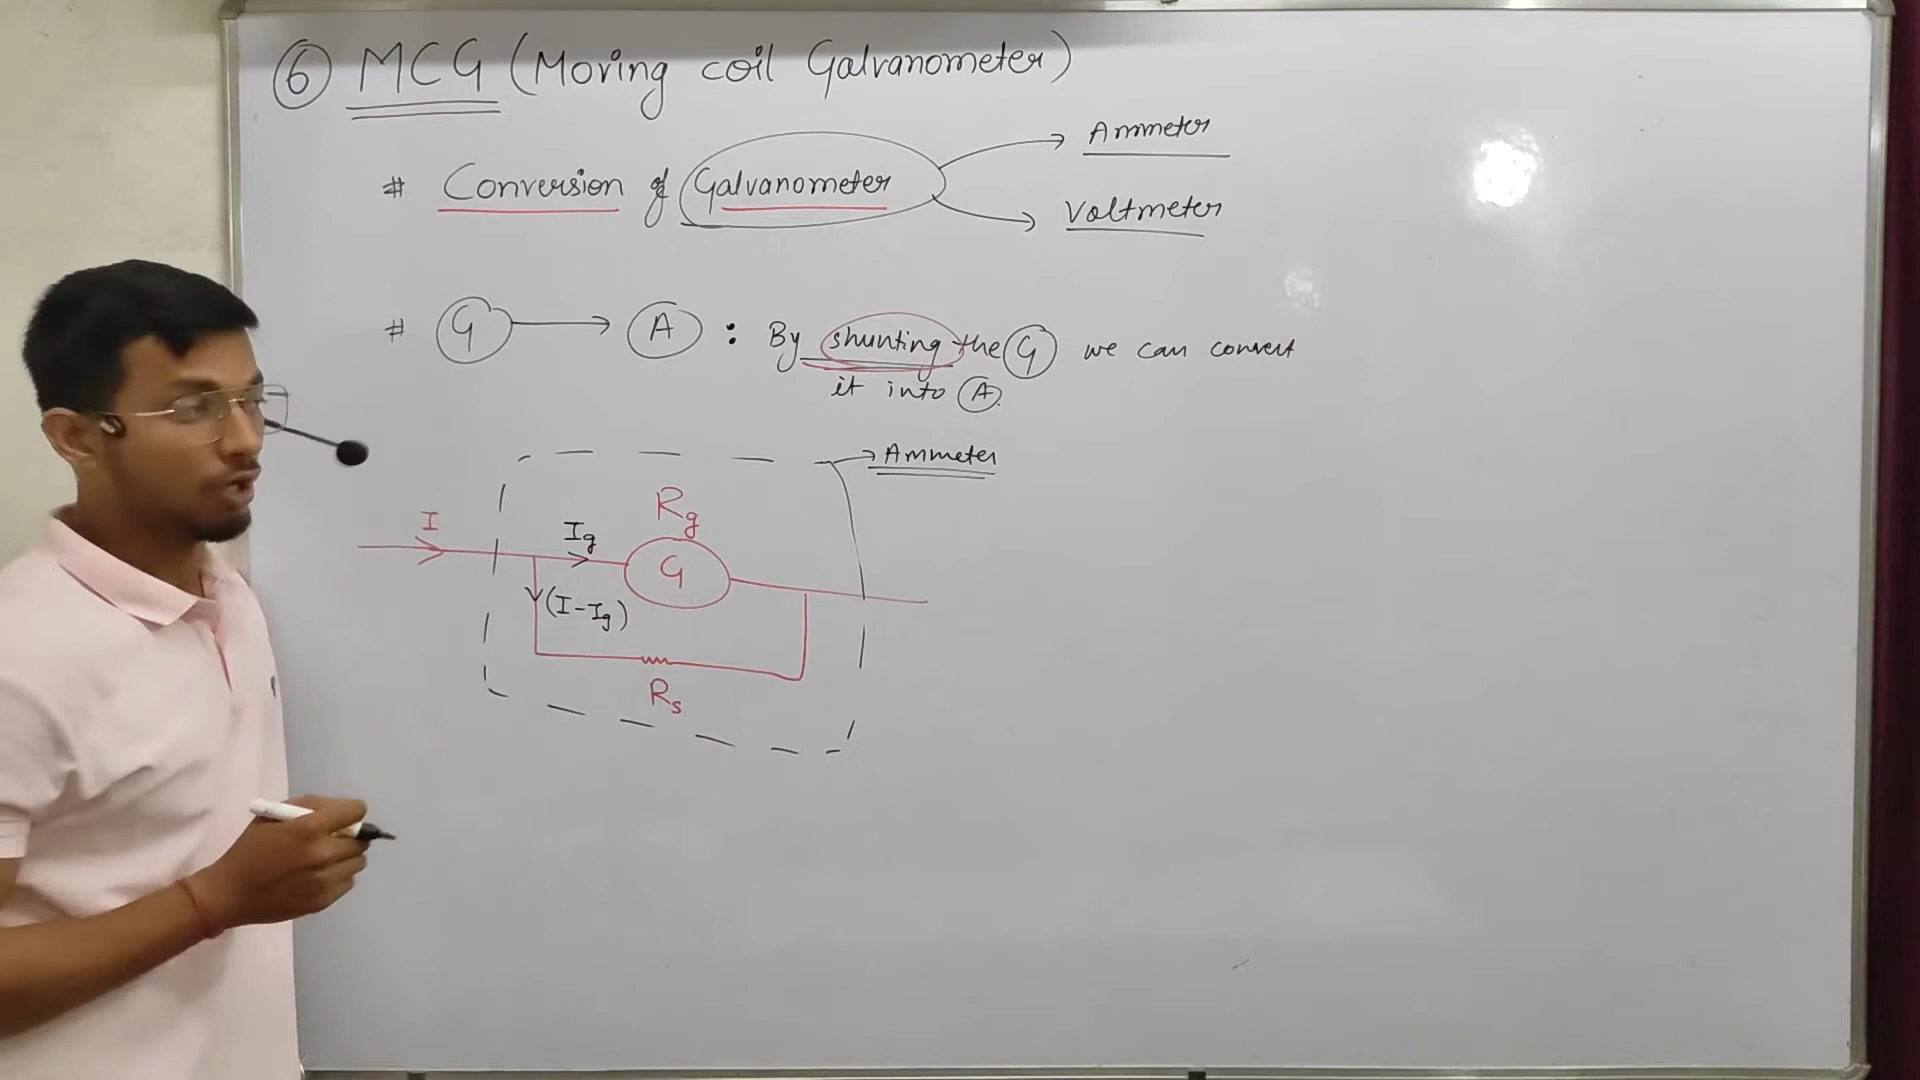 ⑥ MCG (Moving coil Galvanometer)
Ammeter
# Conversion of Galvanometer
Voltmeter
# G → A : By shunting the G we can convert
it into A.
→ Ammeter
Rg
I
Ig
G
(I-Ig)
Rs